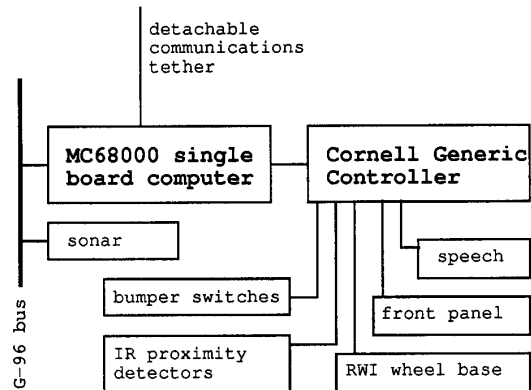 detachable
communications
tether
MC68000 single
board computer
Cornell Generic
Controller
sonar
speech
bumper switches
front panel
IR proximity
detectors
RWI wheel base
G-96 bus